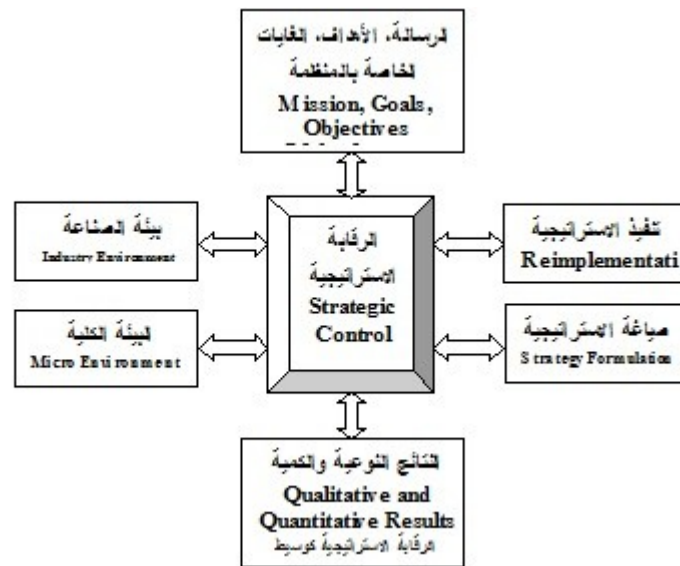 الرسالة، الأهداف، الغايات
الخاصة بالمنظمة
Mission, Goals,
Objectives
بيئة الصناعة
Industry Environment
الرقابة
الاستراتيجية
Strategic
Control
تنفيذ الاستراتيجية
Reimplementati
البيئة الكلية
Micro Environment
صياغة الاستراتيجية
Strategy Formulation
النتائج النوعية والكمية
Qualitative and
Quantitative Results
الرقابة الاستراتيجية كوسيط